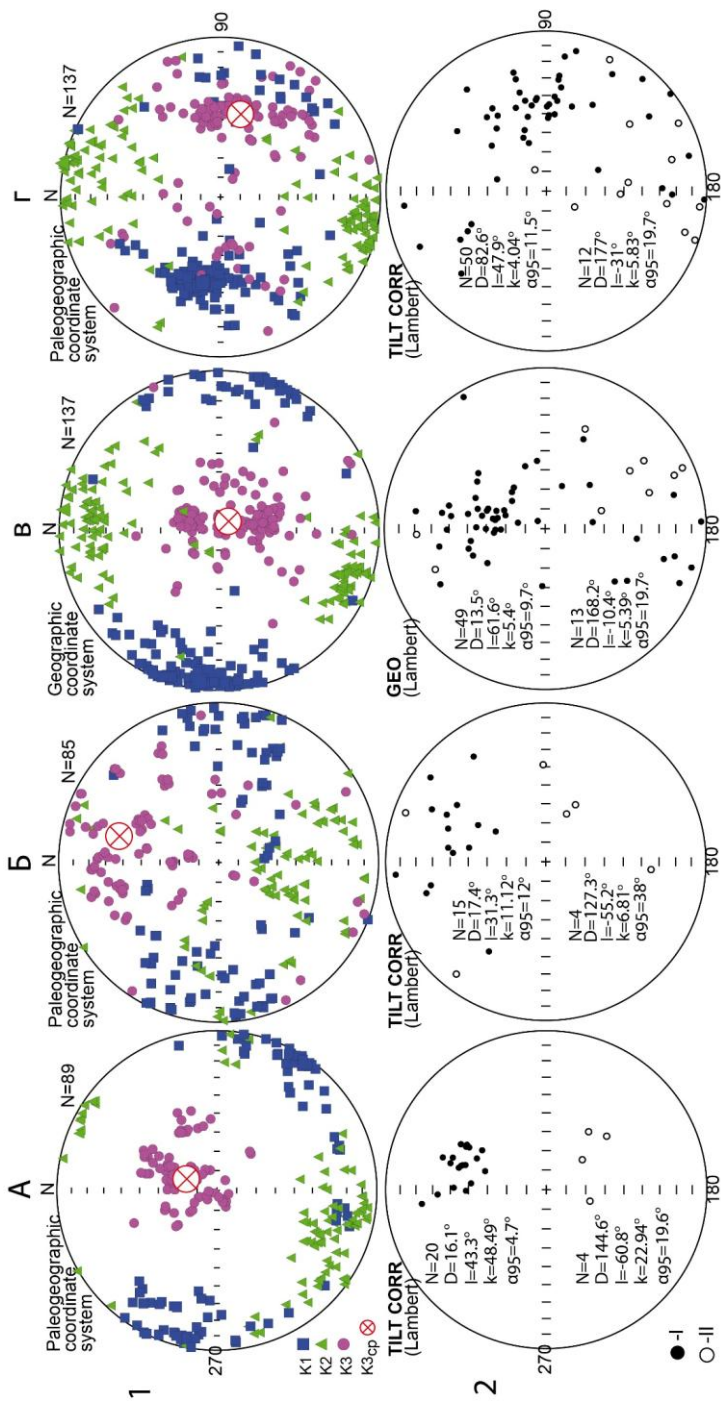 А
Б
В
Г
1
Paleogeographic
coordinate
system
N
N=89
270
K1
K2
K3
K3cp
Paleogeographic
coordinate
system
N
N=85
Geographic
coordinate
system
N
N=137
Paleogeographic
coordinate
system
N
N=137
90
2
TILT CORR
(Lambert)
N=20
D=16.1°
I=43.3°
k=48.49°
α95=4.7°
N=4
D=144.6°
I=-60.8°
k=22.94°
α95=19.6°
270
180
-I
-II
TILT CORR
(Lambert)
N=15
D=17.4°
I=31.3°
k=11.12°
α95=12°
N=4
D=127.3°
I=-55.2°
k=6.81°
α95=38°
180
GEO
(Lambert)
N=49
D=13.5°
I=61.6°
k=5.4°
α95=9.7°
N=13
D=168.2°
I=-10.4°
k=5.39°
α95=19.7°
180
TILT CORR
(Lambert)
N=50
D=82.6°
I=47.9°
k=4.04°
α95=11.5°
N=12
D=177°
I=-31°
k=5.83°
α95=19.7°
90
180